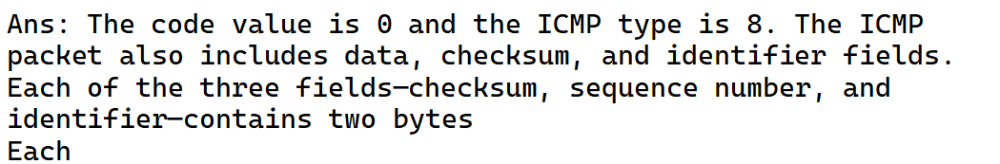 Ans: The code value is 0 and the ICMP type is 8. The ICMP
packet also includes data, checksum, and identifier fields.
Each of the three fields—checksum, sequence number, and
identifier—contains two bytes
Each